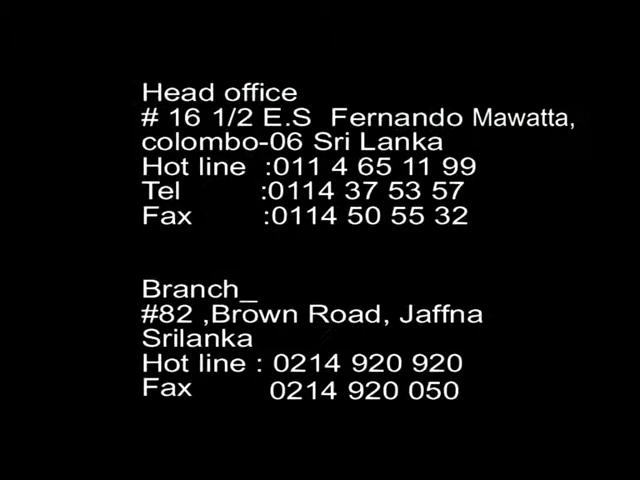 Head office
# 16 1/2 E.S Fernando Mawatta,
colombo-06 Sri Lanka
Hot line :011 4 65 11 99
Tel :0114 37 53 57
Fax :0114 50 55 32
Branch_
#82 ,Brown Road, Jaffna
Srilanka
Hot line : 0214 920 920
Fax 0214 920 050